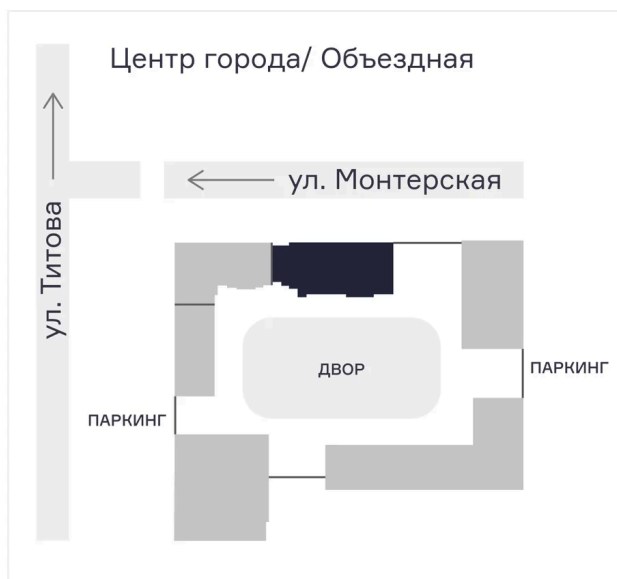 Центр города/ Объездная
ул. Монтерская
ул. Титова
ДВОР
ПАРКИНГ
ПАРКИНГ